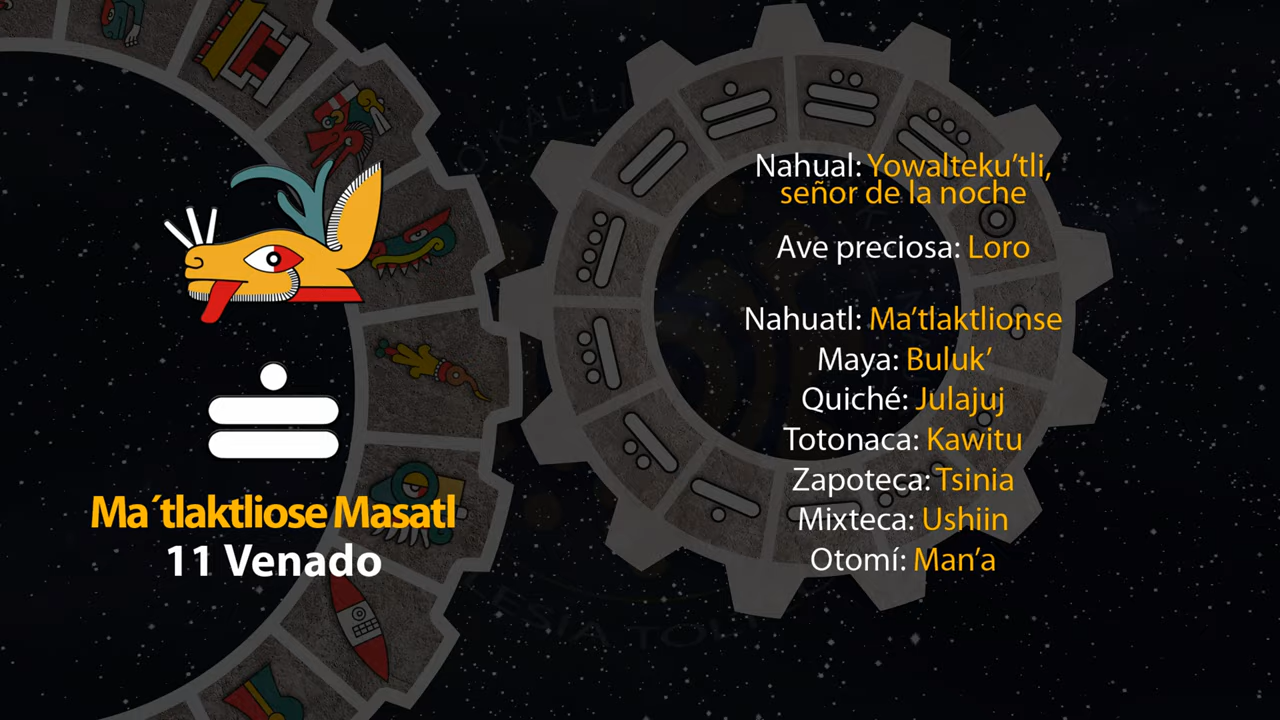 Ma´tlaktliose Masatl
11 Venado
Nahual: Yowalteku’tli,
señor de la noche
Ave preciosa: Loro
Nahuatl: Ma’tlaktlionse
Maya: Buluk’
Quiché: Julajuj
Totonaca: Kawitu
Zapoteca: Tsinia
Mixteca: Ushiin
Otomí: Man’a